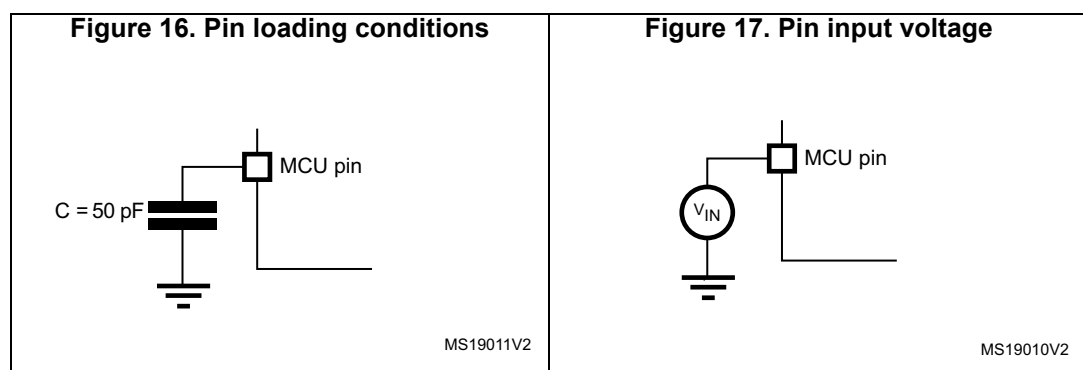 Figure 16. Pin loading conditions
MCU pin
C = 50 pF
MS19011V2
Figure 17. Pin input voltage
MCU pin
VIN
MS19010V2